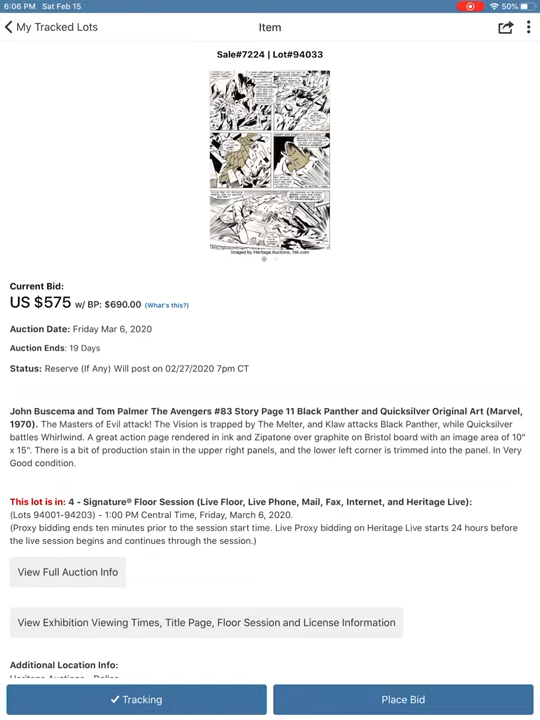 6:06 PM Sat Feb 15
50%
My Tracked Lots
Item
Sale#7224 | Lot#94033
Imaged by Heritage Auctions, HA.com
Current Bid:
US $575 w/ BP: $690.00 (What's this?)
Auction Date: Friday Mar 6, 2020
Auction Ends: 19 Days
Status: Reserve (If Any) Will post on 02/27/2020 7pm CT
John Buscema and Tom Palmer The Avengers #83 Story Page 11 Black Panther and Quicksilver Original Art (Marvel,
1970). The Masters of Evil attack! The Vision is trapped by The Melter, and Klaw attacks Black Panther, while Quicksilver
battles Whirlwind. A great action page rendered in ink and Zipatone over graphite on Bristol board with an image area of 10"
x 15". There is a bit of production stain in the upper right panels, and the lower left corner is trimmed into the panel. In Very
Good condition.
This lot is in: 4 - Signature® Floor Session (Live Floor, Live Phone, Mail, Fax, Internet, and Heritage Live):
(Lots 94001-94203) - 1:00 PM Central Time, Friday, March 6, 2020.
(Proxy bidding ends ten minutes prior to the session start time. Live Proxy bidding on Heritage Live starts 24 hours before
the live session begins and continues through the session.)
View Full Auction Info
View Exhibition Viewing Times, Title Page, Floor Session and License Information
Additional Location Info:
Heritage Auctions - Dallas
✔ Tracking
Place Bid